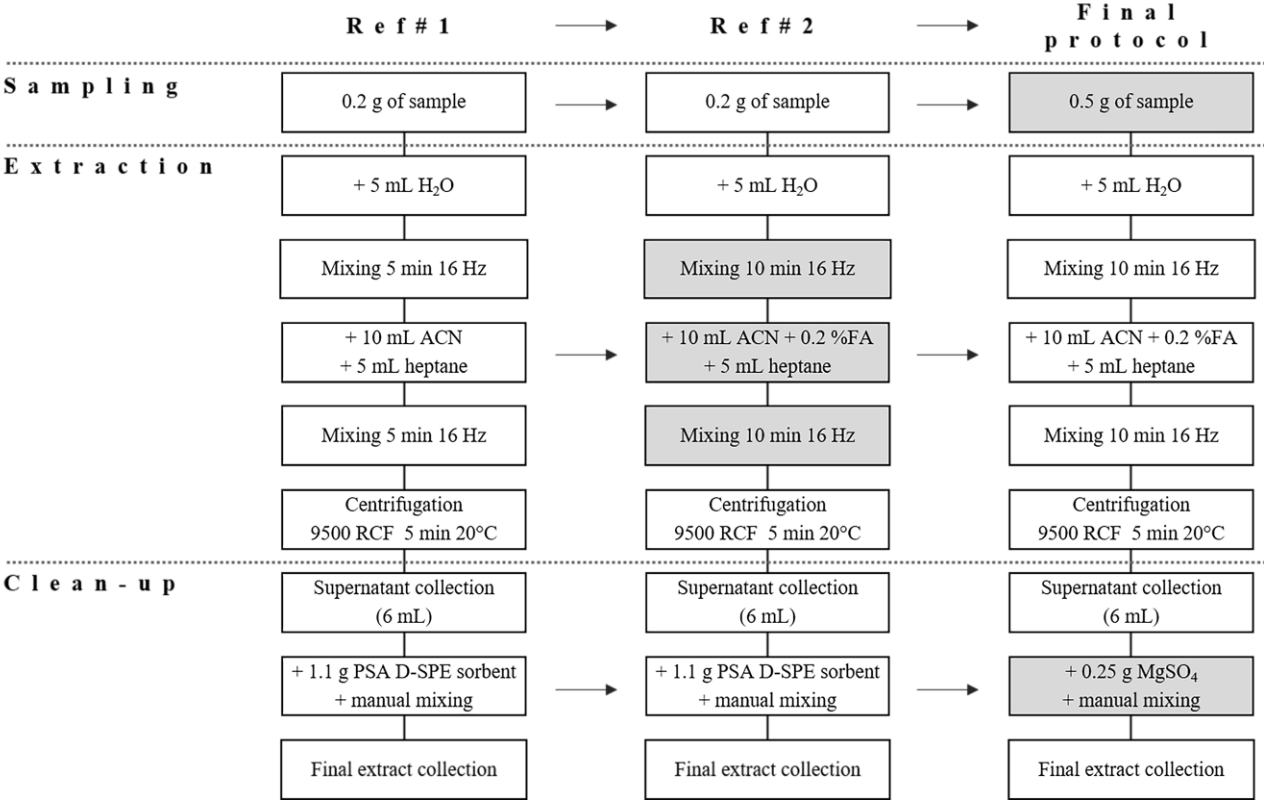 Ref#1
Ref#2
Final
protocol
Sampling
0.2 g of sample
0.2 g of sample
0.5 g of sample
Extraction
+ 5 mL H₂O
+ 5 mL H₂O
+ 5 mL H₂O
Mixing 5 min 16 Hz
Mixing 10 min 16 Hz
Mixing 10 min 16 Hz
+ 10 mL ACN
+ 5 mL heptane
+ 10 mL ACN + 0.2 %FA
+ 5 mL heptane
+ 10 mL ACN + 0.2 %FA
+ 5 mL heptane
Mixing 5 min 16 Hz
Mixing 10 min 16 Hz
Mixing 10 min 16 Hz
Centrifugation
9500 RCF 5 min 20°C
Centrifugation
9500 RCF 5 min 20°C
Centrifugation
9500 RCF 5 min 20°C
Clean-up
Supernatant collection
(6 mL)
Supernatant collection
(6 mL)
Supernatant collection
(6 mL)
+ 1.1 g PSA D-SPE sorbent
+ manual mixing
+ 1.1 g PSA D-SPE sorbent
+ manual mixing
+ 0.25 g MgSO₄
+ manual mixing
Final extract collection
Final extract collection
Final extract collection